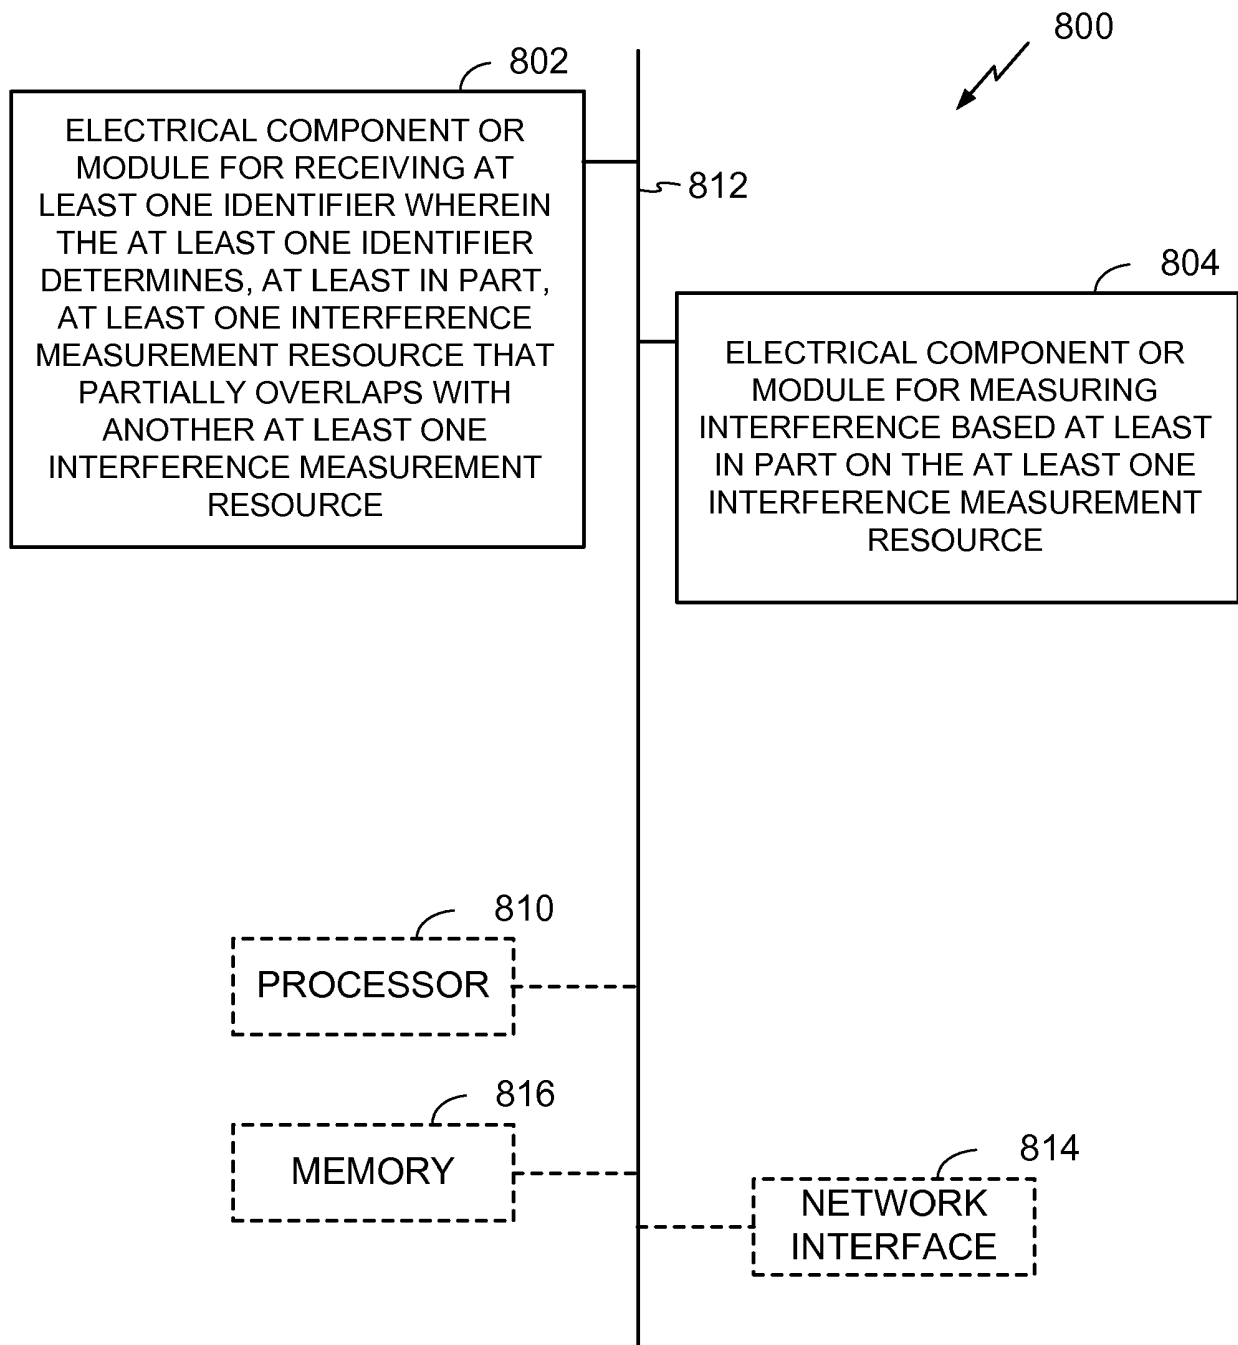 800
802
ELECTRICAL COMPONENT OR
MODULE FOR RECEIVING AT
LEAST ONE IDENTIFIER WHEREIN
THE AT LEAST ONE IDENTIFIER
DETERMINES, AT LEAST IN PART,
AT LEAST ONE INTERFERENCE
MEASUREMENT RESOURCE THAT
PARTIALLY OVERLAPS WITH
ANOTHER AT LEAST ONE
INTERFERENCE MEASUREMENT
RESOURCE
812
804
ELECTRICAL COMPONENT OR
MODULE FOR MEASURING
INTERFERENCE BASED AT LEAST
IN PART ON THE AT LEAST ONE
INTERFERENCE MEASUREMENT
RESOURCE
810
PROCESSOR
816
MEMORY
814
NETWORK
INTERFACE